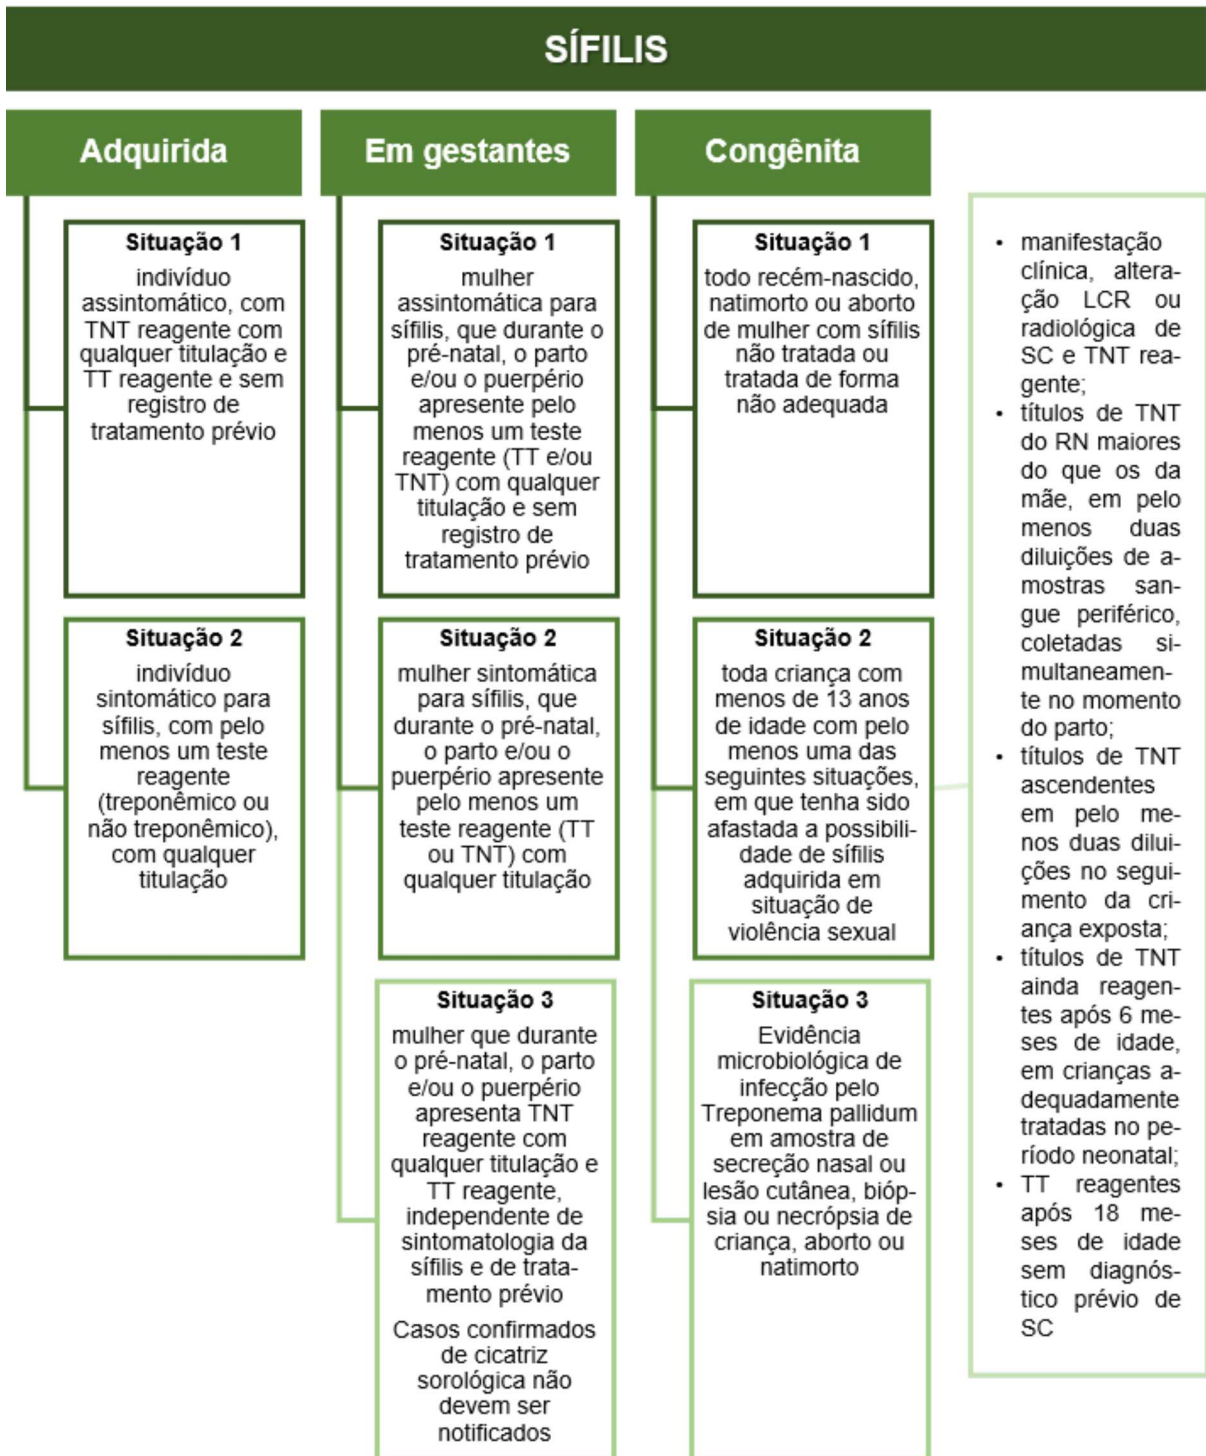 SÍFILIS
Adquirida
Situação 1
indivíduo
assintomático, com
TNT reagente com
qualquer titulação e
TT reagente e sem
registro de
tratamento prévio
Situação 2
indivíduo
sintomático para
sífilis, com pelo
menos um teste
reagente
(treponêmico ou
não treponêmico),
com qualquer
titulação
Em gestantes
Situação 1
mulher
assintomática para
sífilis, que durante o
pré-natal, o parto
e/ou o puerpério
apresente pelo
menos um teste
reagente (TT e/ou
TNT) com qualquer
titulação e sem
registro de
tratamento prévio
Situação 2
mulher sintomática
para sífilis, que
durante o pré-natal,
o parto e/ou o
puerpério apresente
pelo menos um
teste reagente (TT
ou TNT) com
qualquer titulação
Situação 3
mulher que durante
o pré-natal, o parto
e/ou o puerpério
apresenta TNT
reagente com
qualquer titulação e
TT reagente,
independente de
sintomatologia da
sífilis e de trata-
mento prévio
Casos confirmados
de cicatriz
sorológica não
devem ser
notificados
Congênita
Situação 1
todo recém-nascido,
natimorto ou aborto
de mulher com sífilis
não tratada ou
tratada de forma
não adequada
Situação 2
toda criança com
menos de 13 anos
de idade com pelo
menos uma das
seguintes situações,
em que tenha sido
afastada a possibili-
dade de sífilis
adquirida em
situação de
violência sexual
Situação 3
Evidência
microbiológica de
infecção pelo
Treponema pallidum
em amostra de
secreção nasal ou
lesão cutânea, bióp-
sia ou necrópsia de
criança, aborto ou
natimorto
• manifestação
clínica, altera-
ção LCR ou
radiológica de
SC e TNT rea-
gente;
• títulos de TNT
do RN maiores
do que os da
mãe, em pelo
menos duas
diluições de a-
mostras san-
gue periférico,
coletadas si-
multaneamen-
te no momento
do parto;
• títulos de TNT
ascendentes
em pelo me-
nos duas dilui-
ções no segui-
mento da cri-
ança exposta;
• títulos de TNT
ainda reagen-
tes após 6 me-
ses de idade,
em crianças a-
dequadamente
tratadas no pe-
ríodo neonatal;
• TT reagentes
após 18 me-
ses de idade
sem diagnós-
tico prévio de
SC